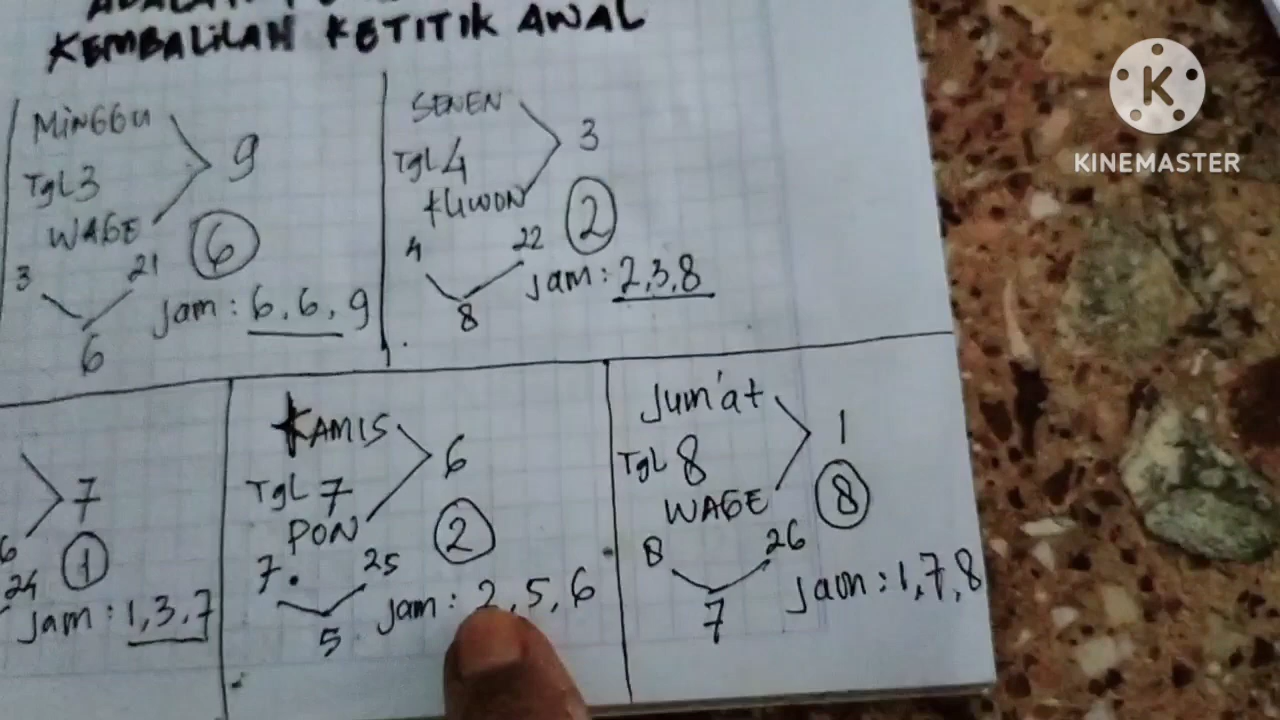 KEMBALILAH KETITIK AWAL
MINGGU
Tgl 3
WAGE
9
6
3
21
6
jam : 6, 6, 9
SENEN
Tgl 4
KLIWON
3
2
4
22
8
jam : 2, 3, 8
7
1
24
jam : 1, 3, 7
KAMIS
Tgl 7
PON
6
2
7
25
5
jam : 2, 5, 6
Jum'at
Tgl 8
WAGE
1
8
8
26
7
jam : 1, 7, 8
K
KINEMASTER